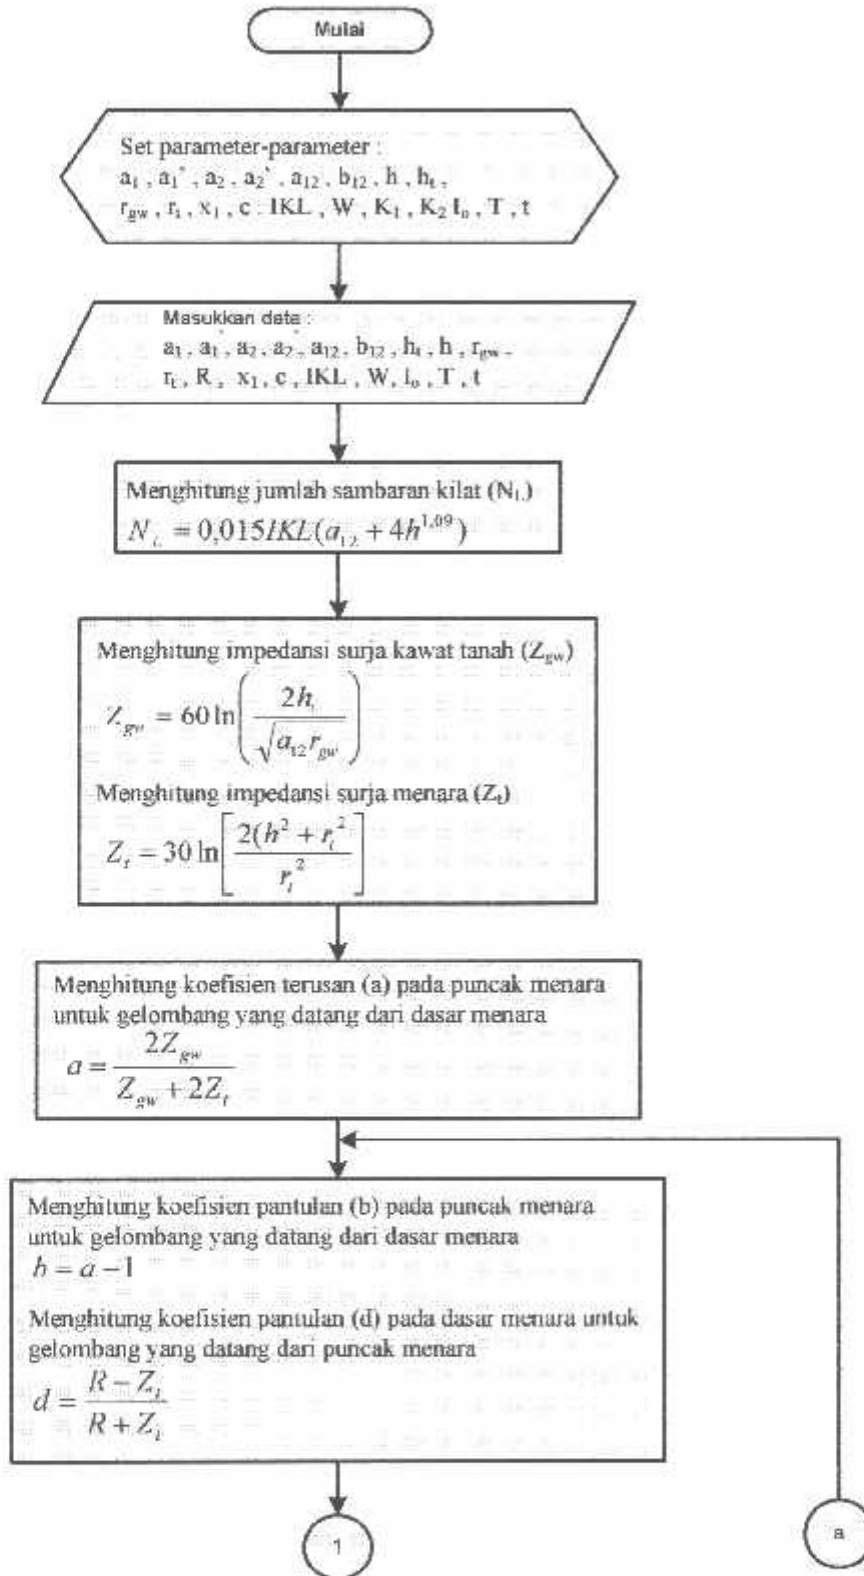 Mulai
Set parameter-parameter :
a₁ , a₁' , a₂ , a₂' , a₁₂ , b₁₂ , h , hₜ ,
r_gw , rₜ , x₁ , c . IKL , W , K₁ , K₂ Iₒ , T , t
Masukkan data :
a₁ , a₁' , a₂ , a₂' , a₁₂ , b₁₂ , hₜ , h , r_gw ,
rₜ , R , x₁ , c , IKL , W , Iₒ , T , t
Menghitung jumlah sambaran kilat (N_L)
N_L = 0,015IKL(a₁₂ + 4h^1,09)
Menghitung impedansi surja kawat tanah (Z_gw)
Z_gw = 60 ln(2hₜ / √(a₁₂ r_gw))
Menghitung impedansi surja menara (Zₜ)
Zₜ = 30 ln[2(h² + rₜ² / rₜ²]
Menghitung koefisien terusan (a) pada puncak menara
untuk gelombang yang datang dari dasar menara
a = 2Z_gw / (Z_gw + 2Zₜ)
Menghitung koefisien pantulan (b) pada puncak menara
untuk gelombang yang datang dari dasar menara
b = a − 1
Menghitung koefisien pantulan (d) pada dasar menara untuk
gelombang yang datang dari puncak menara
d = (R − Zₜ) / (R + Zₜ)
1
a